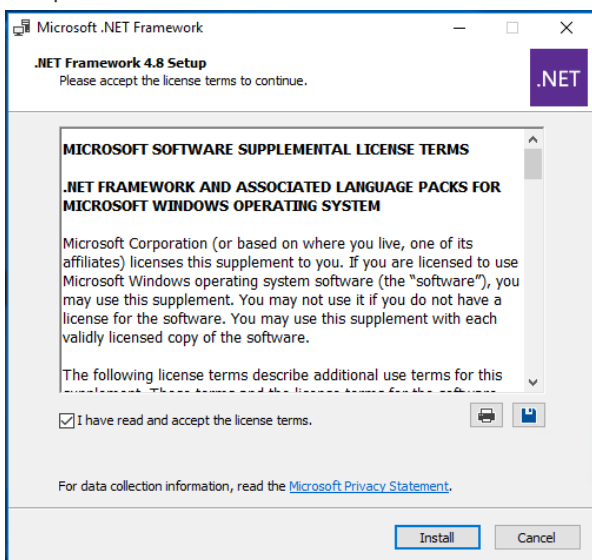 Microsoft .NET Framework
.NET Framework 4.8 Setup
Please accept the license terms to continue.
.NET
MICROSOFT SOFTWARE SUPPLEMENTAL LICENSE TERMS
.NET FRAMEWORK AND ASSOCIATED LANGUAGE PACKS FOR
MICROSOFT WINDOWS OPERATING SYSTEM
Microsoft Corporation (or based on where you live, one of its
affiliates) licenses this supplement to you. If you are licensed to use
Microsoft Windows operating system software (the “software”), you
may use this supplement. You may not use it if you do not have a
license for the software. You may use this supplement with each
validly licensed copy of the software.
The following license terms describe additional use terms for this
I have read and accept the license terms.
For data collection information, read the Microsoft Privacy Statement.
Install
Cancel